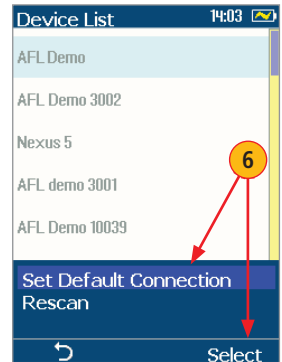 Device List 14:03
AFL Demo
AFL Demo 3002
Nexus 5
6
AFL demo 3001
AFL Demo 10039
Set Default Connection
Rescan
Select